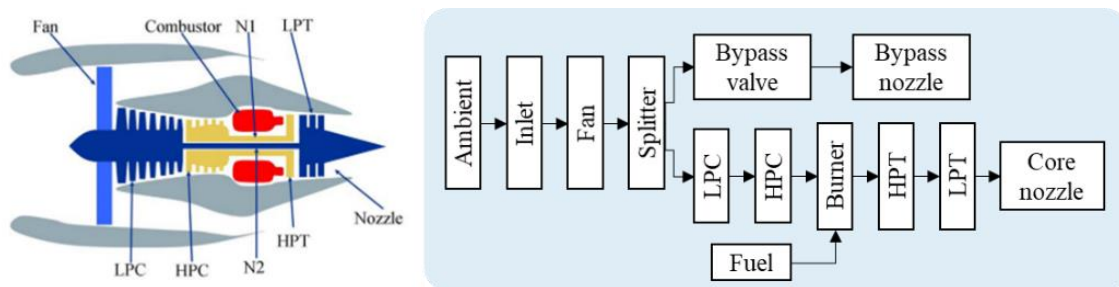 Fan
Combustor
N1
LPT
LPC
HPC
N2
HPT
Nozzle
Ambient
Inlet
Fan
Splitter
Bypass
valve
Bypass
nozzle
LPC
HPC
Burner
HPT
LPT
Core
nozzle
Fuel